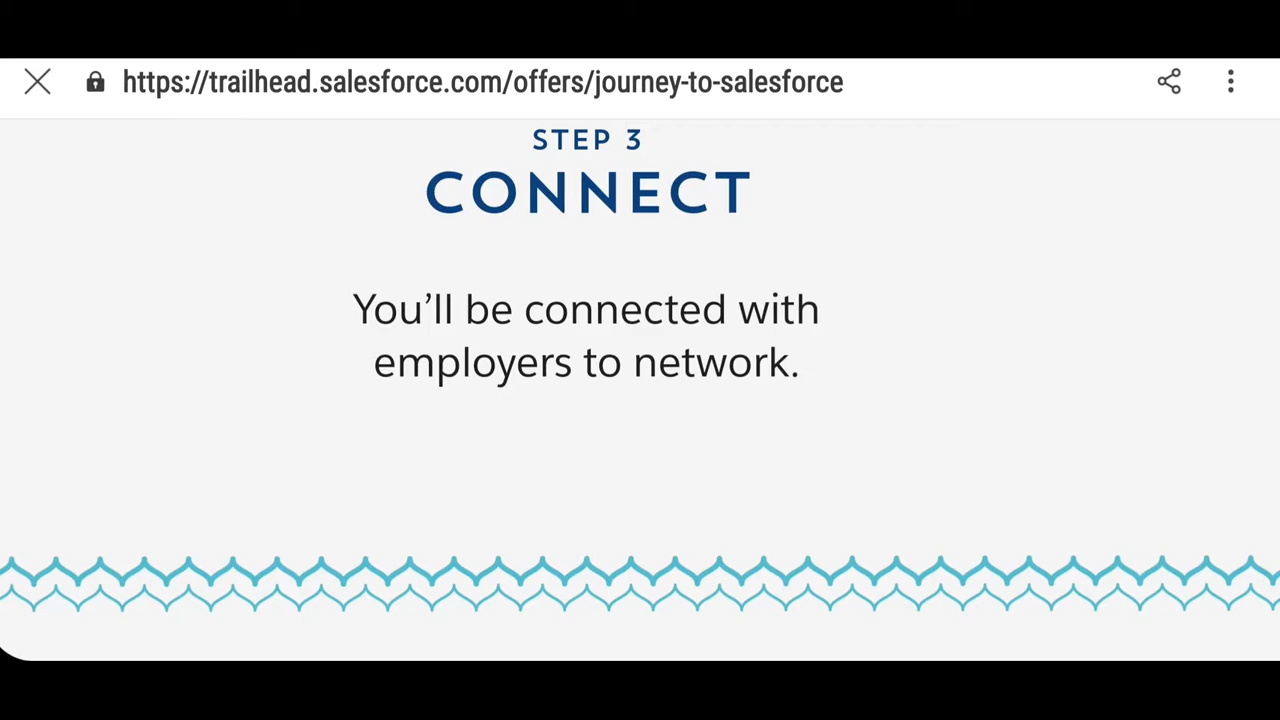 https://trailhead.salesforce.com/offers/journey-to-salesforce
STEP 3
CONNECT
You’ll be connected with
employers to network.